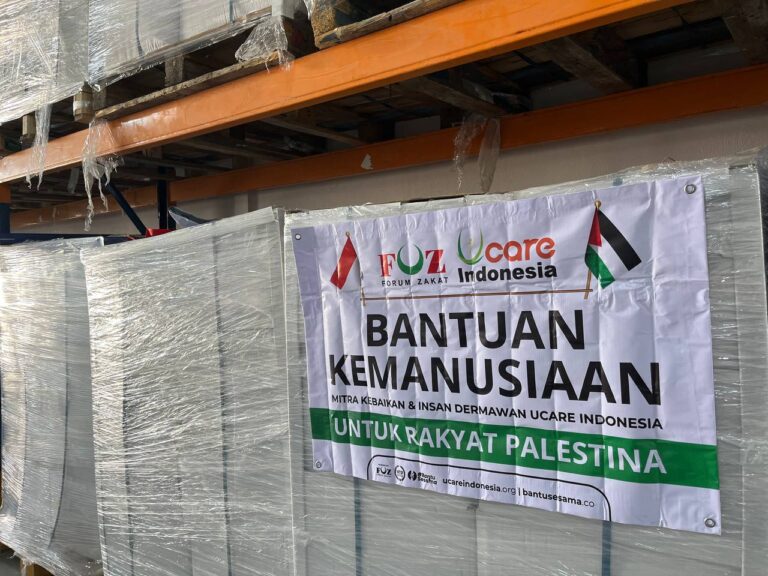 FOZ
FORUM ZAKAT
Ucare
Indonesia
BANTUAN
KEMANUSIAAN
MITRA KEBAIKAN & INSAN DERMAWAN UCARE INDONESIA
UNTUK RAKYAT PALESTINA
FOZ
ucareindonesia.org | bantusesama.co